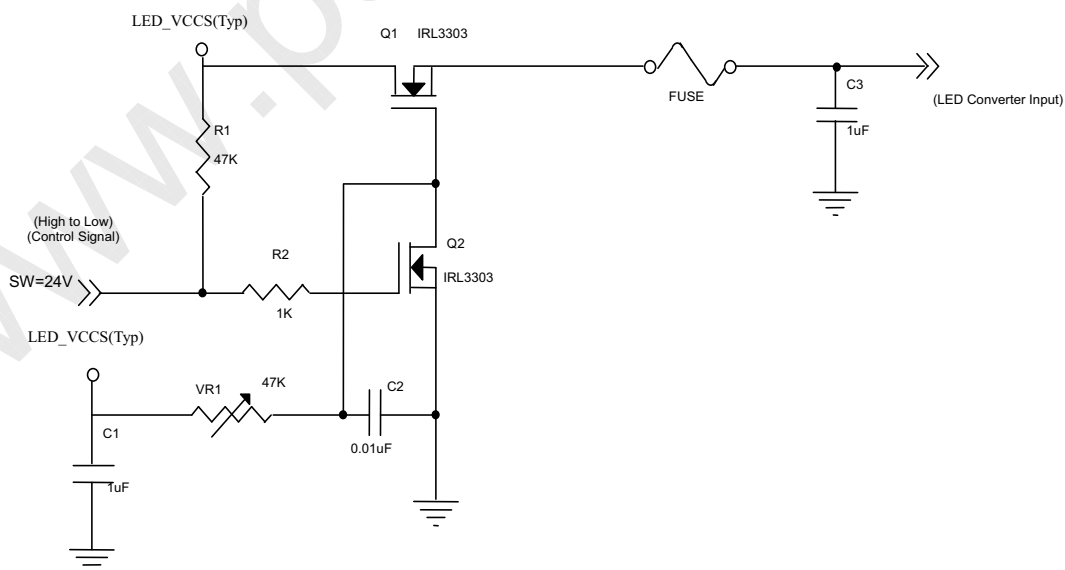 LED_VCCS(Typ)
Q1 IRL3303
FUSE
C3
(LED Converter Input)
1uF
R1
47K
(High to Low)
(Control Signal)
Q2
R2
IRL3303
SW=24V
1K
LED_VCCS(Typ)
VR1
47K
C2
C1
0.01uF
1uF